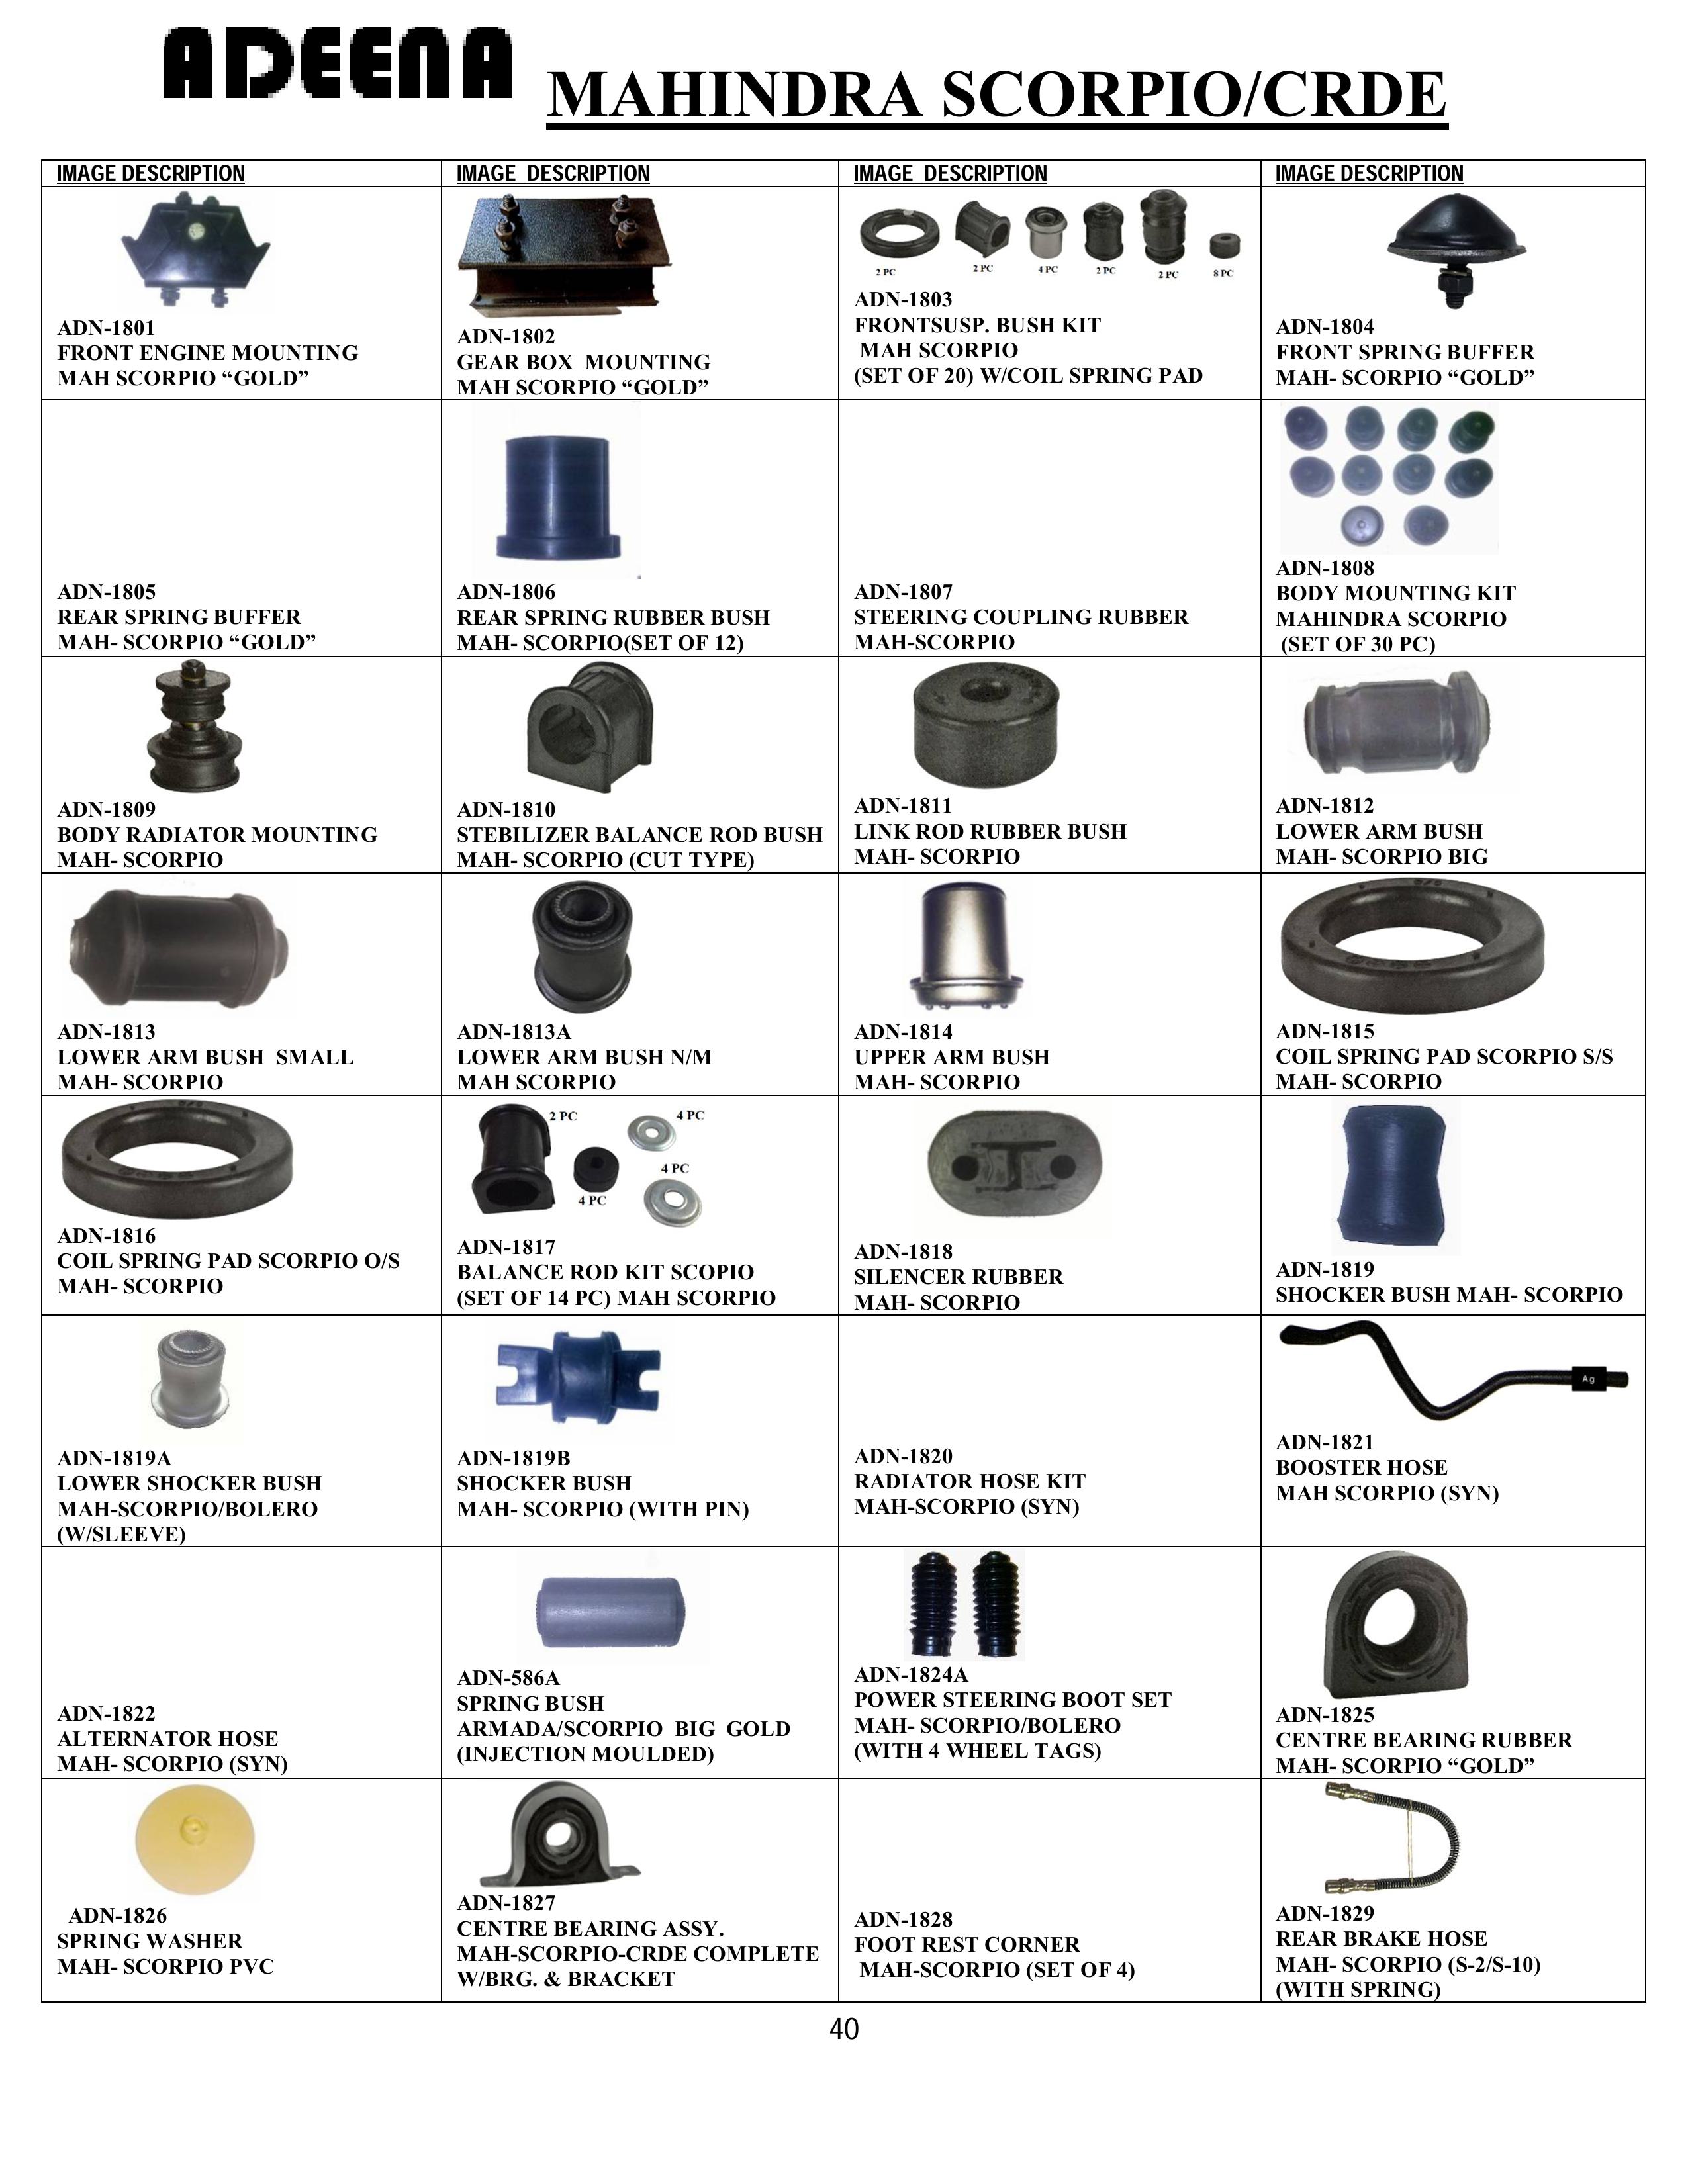 ADEENA
MAHINDRA SCORPIO/CRDE
IMAGE DESCRIPTION
IMAGE DESCRIPTION
IMAGE DESCRIPTION
IMAGE DESCRIPTION
ADN-1801
FRONT ENGINE MOUNTING
MAH SCORPIO “GOLD”
ADN-1802
GEAR BOX MOUNTING
MAH SCORPIO “GOLD”
2 PC
2 PC
4 PC
2 PC
2 PC
8 PC
ADN-1803
FRONTSUSP. BUSH KIT
MAH SCORPIO
(SET OF 20) W/COIL SPRING PAD
ADN-1804
FRONT SPRING BUFFER
MAH- SCORPIO “GOLD”
ADN-1805
REAR SPRING BUFFER
MAH- SCORPIO “GOLD”
ADN-1806
REAR SPRING RUBBER BUSH
MAH- SCORPIO(SET OF 12)
ADN-1807
STEERING COUPLING RUBBER
MAH-SCORPIO
ADN-1808
BODY MOUNTING KIT
MAHINDRA SCORPIO
(SET OF 30 PC)
ADN-1809
BODY RADIATOR MOUNTING
MAH- SCORPIO
ADN-1810
STEBILIZER BALANCE ROD BUSH
MAH- SCORPIO (CUT TYPE)
ADN-1811
LINK ROD RUBBER BUSH
MAH- SCORPIO
ADN-1812
LOWER ARM BUSH
MAH- SCORPIO BIG
ADN-1813
LOWER ARM BUSH SMALL
MAH- SCORPIO
ADN-1813A
LOWER ARM BUSH N/M
MAH SCORPIO
ADN-1814
UPPER ARM BUSH
MAH- SCORPIO
ADN-1815
COIL SPRING PAD SCORPIO S/S
MAH- SCORPIO
ADN-1816
COIL SPRING PAD SCORPIO O/S
MAH- SCORPIO
2 PC
4 PC
4 PC
4 PC
ADN-1817
BALANCE ROD KIT SCOPIO
(SET OF 14 PC) MAH SCORPIO
ADN-1818
SILENCER RUBBER
MAH- SCORPIO
ADN-1819
SHOCKER BUSH MAH- SCORPIO
ADN-1819A
LOWER SHOCKER BUSH
MAH-SCORPIO/BOLERO
(W/SLEEVE)
ADN-1819B
SHOCKER BUSH
MAH- SCORPIO (WITH PIN)
ADN-1820
RADIATOR HOSE KIT
MAH-SCORPIO (SYN)
Ag
ADN-1821
BOOSTER HOSE
MAH SCORPIO (SYN)
ADN-1822
ALTERNATOR HOSE
MAH- SCORPIO (SYN)
ADN-586A
SPRING BUSH
ARMADA/SCORPIO BIG GOLD
(INJECTION MOULDED)
ADN-1824A
POWER STEERING BOOT SET
MAH- SCORPIO/BOLERO
(WITH 4 WHEEL TAGS)
ADN-1825
CENTRE BEARING RUBBER
MAH- SCORPIO “GOLD”
ADN-1826
SPRING WASHER
MAH- SCORPIO PVC
ADN-1827
CENTRE BEARING ASSY.
MAH-SCORPIO-CRDE COMPLETE
W/BRG. & BRACKET
ADN-1828
FOOT REST CORNER
MAH-SCORPIO (SET OF 4)
ADN-1829
REAR BRAKE HOSE
MAH- SCORPIO (S-2/S-10)
(WITH SPRING)
40